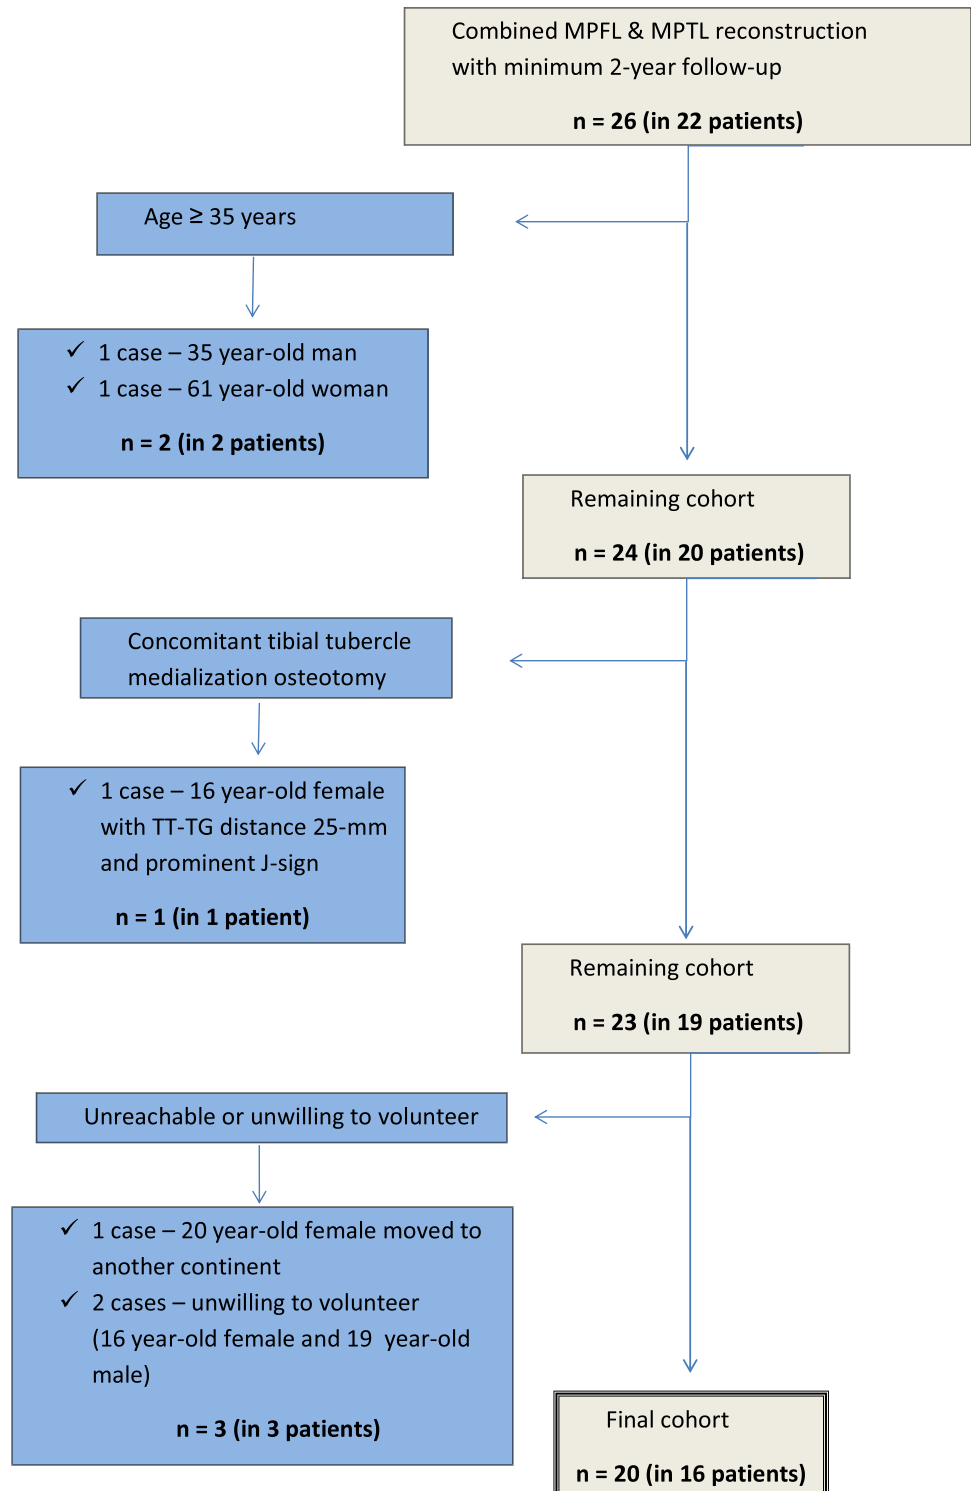 Combined MPFL & MPTL reconstruction
with minimum 2-year follow-up
n = 26 (in 22 patients)
Age ≥ 35 years
✓ 1 case – 35 year-old man
✓ 1 case – 61 year-old woman
n = 2 (in 2 patients)
Remaining cohort
n = 24 (in 20 patients)
Concomitant tibial tubercle
medialization osteotomy
✓ 1 case – 16 year-old female
with TT-TG distance 25-mm
and prominent J-sign
n = 1 (in 1 patient)
Remaining cohort
n = 23 (in 19 patients)
Unreachable or unwilling to volunteer
✓ 1 case – 20 year-old female moved to
another continent
✓ 2 cases – unwilling to volunteer
(16 year-old female and 19 year-old
male)
n = 3 (in 3 patients)
Final cohort
n = 20 (in 16 patients)